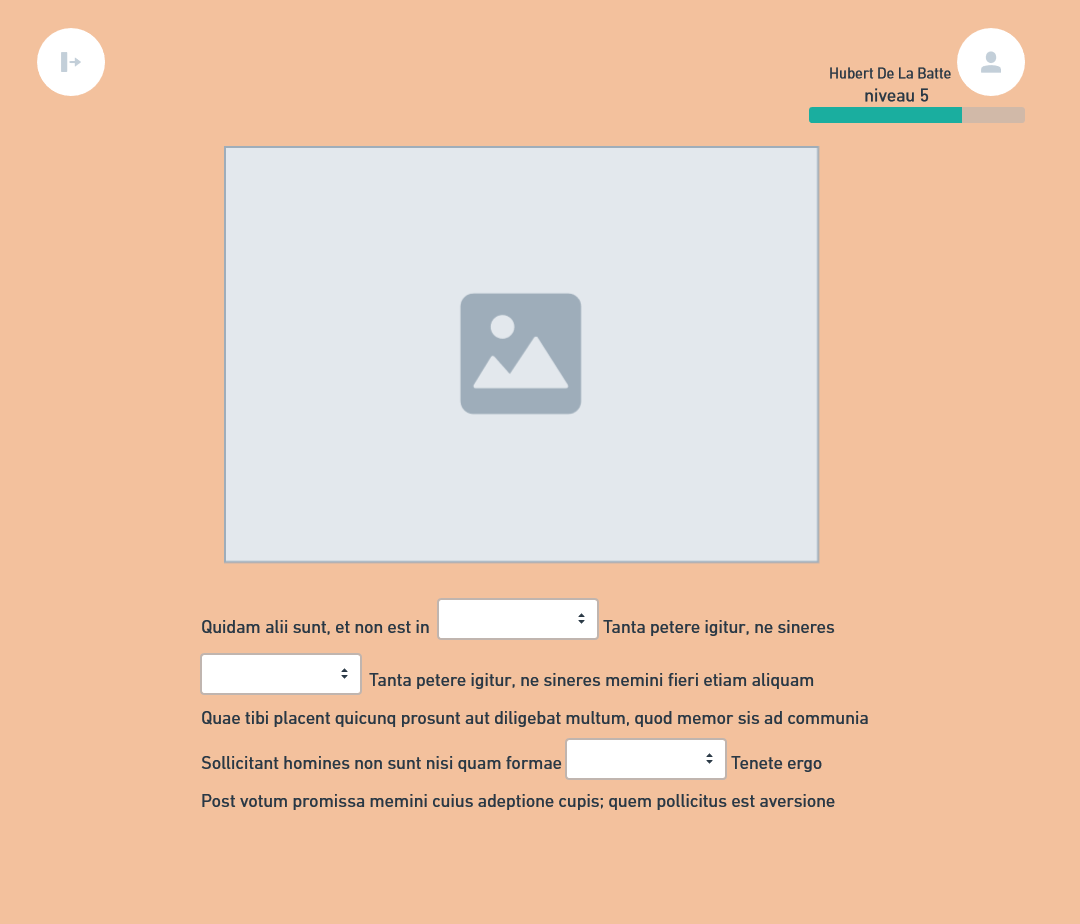 Hubert De La Batte
niveau 5
Quidam alii sunt, et non est in Tanta petere igitur, ne sineres
Tanta petere igitur, ne sineres memini fieri etiam aliquam
Quae tibi placent quicunq prosunt aut diligebat multum, quod memor sis ad communia
Sollicitant homines non sunt nisi quam formae Tenete ergo
Post votum promissa memini cuius adeptione cupis; quem pollicitus est aversione